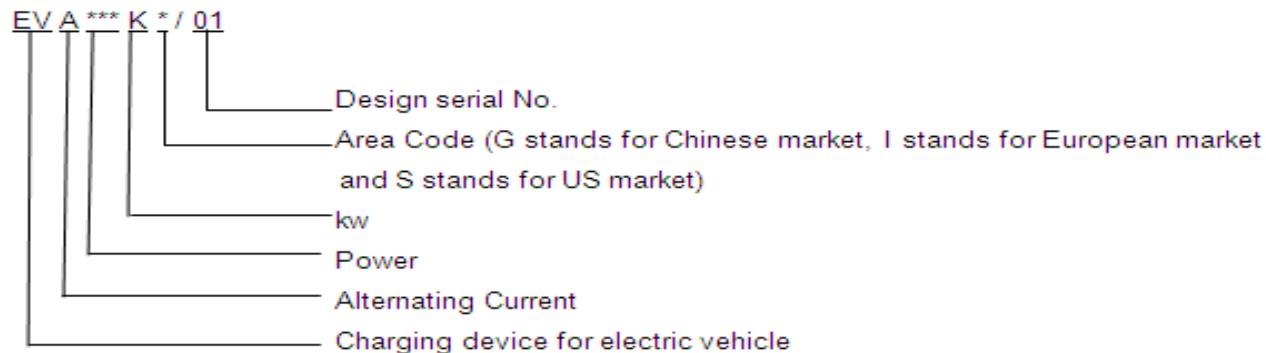 EV A *** K * / 01
Design serial No.
Area Code (G stands for Chinese market, I stands for European market
and S stands for US market)
kw
Power
Alternating Current
Charging device for electric vehicle